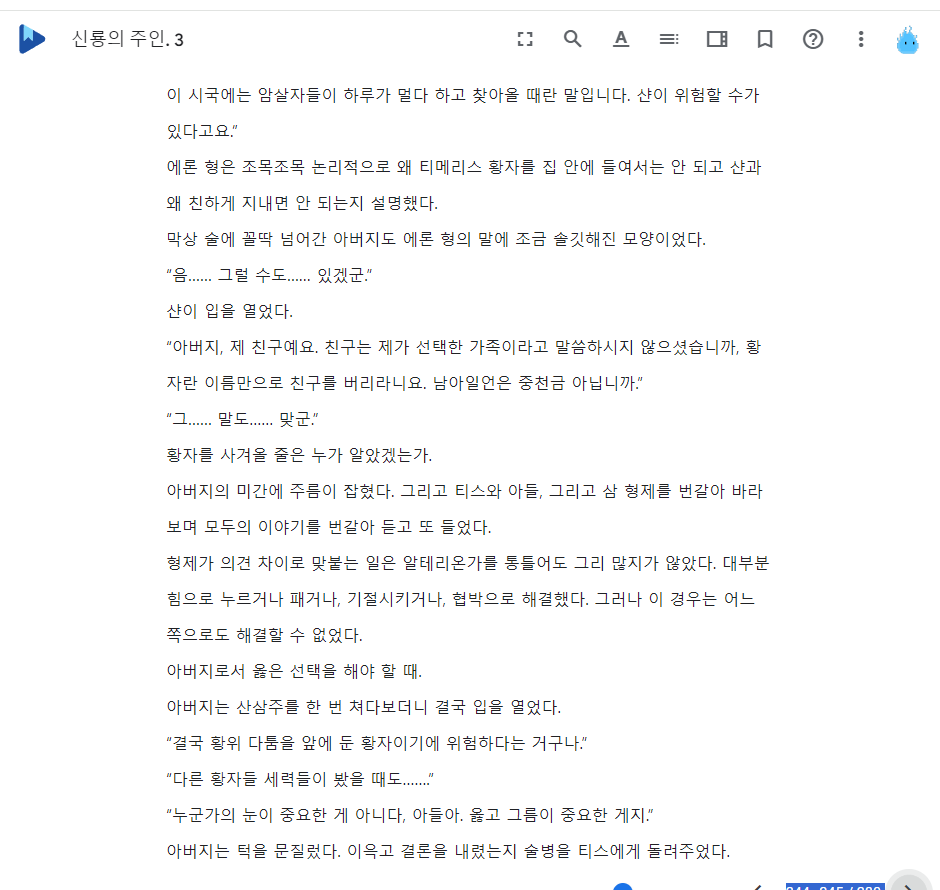 신룡의 주인. 3
이 시국에는 암살자들이 하루가 멀다 하고 찾아올 때란 말입니다. 샨이 위험할 수가
있다고요."
에론 형은 조목조목 논리적으로 왜 티메리스 황자를 집 안에 들여서는 안 되고 샨과
왜 친하게 지내면 안 되는지 설명했다.
막상 술에 꼴딱 넘어간 아버지도 에론 형의 말에 조금 솔깃해진 모양이었다.
"음…… 그럴 수도…… 있겠군."
샨이 입을 열었다.
"아버지, 제 친구예요. 친구는 제가 선택한 가족이라고 말씀하시지 않으셨습니까, 황
자란 이름만으로 친구를 버리라니요. 남아일언은 중천금 아닙니까."
"그…… 말도…… 맞군."
황자를 사겨올 줄은 누가 알았겠는가.
아버지의 미간에 주름이 잡혔다. 그리고 티스와 아들, 그리고 삼 형제를 번갈아 바라
보며 모두의 이야기를 번갈아 듣고 또 들었다.
형제가 의견 차이로 맞붙는 일은 알테리온가를 통틀어도 그리 많지가 않았다. 대부분
힘으로 누르거나 패거나, 기절시키거나, 협박으로 해결했다. 그러나 이 경우는 어느
쪽으로도 해결할 수 없었다.
아버지로서 옳은 선택을 해야 할 때.
아버지는 산삼주를 한 번 쳐다보더니 결국 입을 열었다.
"결국 황위 다툼을 앞에 둔 황자이기에 위험하다는 거구나."
"다른 황자들 세력들이 봤을 때도……."
"누군가의 눈이 중요한 게 아니다, 아들아. 옳고 그름이 중요한 게지."
아버지는 턱을 문질렀다. 이윽고 결론을 내렸는지 술병을 티스에게 돌려주었다.